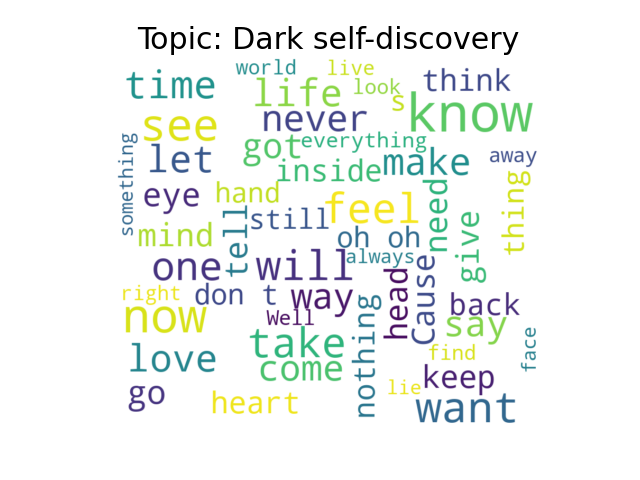 Topic: Dark self-discovery
world live
time life look think
s know
see never
got everything
let inside make away
something
eye hand feel need thing
mind tell still oh oh give
one will always
right don t way head Cause back
now Well say
take nothing find face
love come
go heart lie keep want